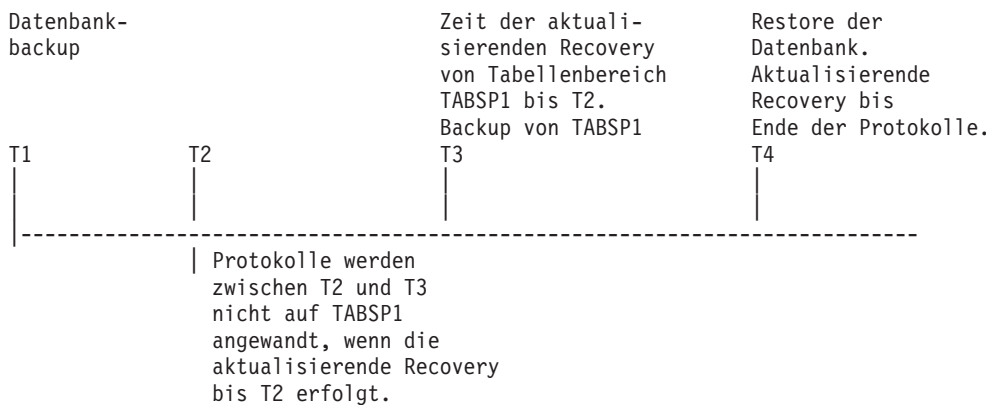 Datenbank-
backup
Zeit der aktuali-
sierenden Recovery
von Tabellenbereich
TABSP1 bis T2.
Backup von TABSP1
Restore der
Datenbank.
Aktualisierende
Recovery bis
Ende der Protokolle.
T1 T2 T3 T4
Protokolle werden
zwischen T2 und T3
nicht auf TABSP1
angewandt, wenn die
aktualisierende Recovery
bis T2 erfolgt.